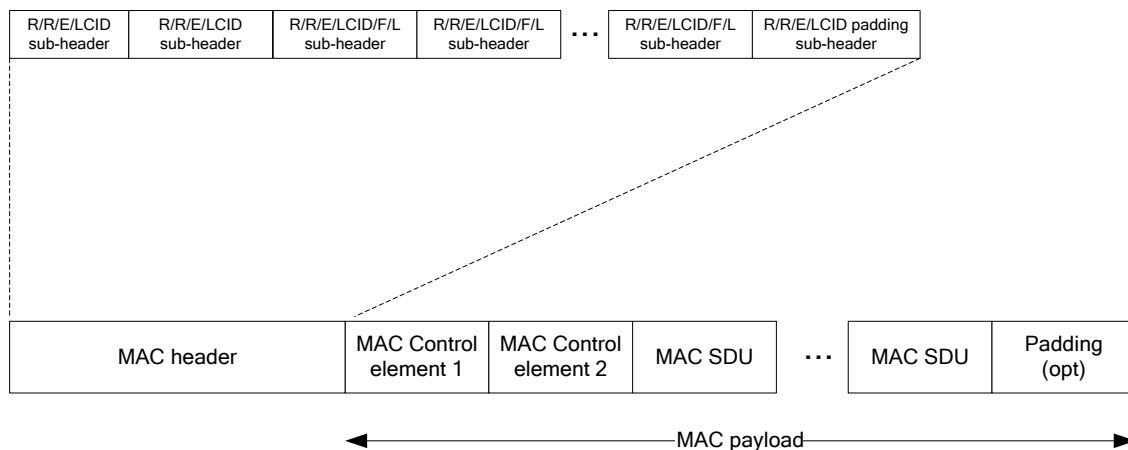 R/R/E/LCID
sub-header
R/R/E/LCID
sub-header
R/R/E/LCID/F/L
sub-header
R/R/E/LCID/F/L
sub-header
...
R/R/E/LCID/F/L
sub-header
R/R/E/LCID padding
sub-header
MAC header
MAC Control
element 1
MAC Control
element 2
MAC SDU
...
MAC SDU
Padding
(opt)
MAC payload